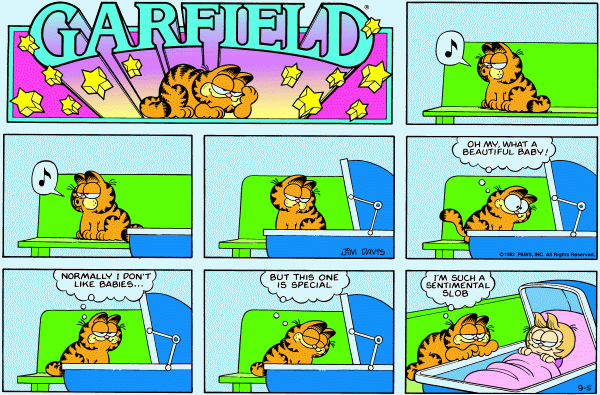 GARFIELD
®
♪
♪
JIM DAVIS
OH MY, WHAT A
BEAUTIFUL BABY!
©1982 PAWS, INC. All Rights Reserved.
NORMALLY I DON'T
LIKE BABIES...
BUT THIS ONE
IS SPECIAL
I'M SUCH A
SENTIMENTAL
SLOB
9-5